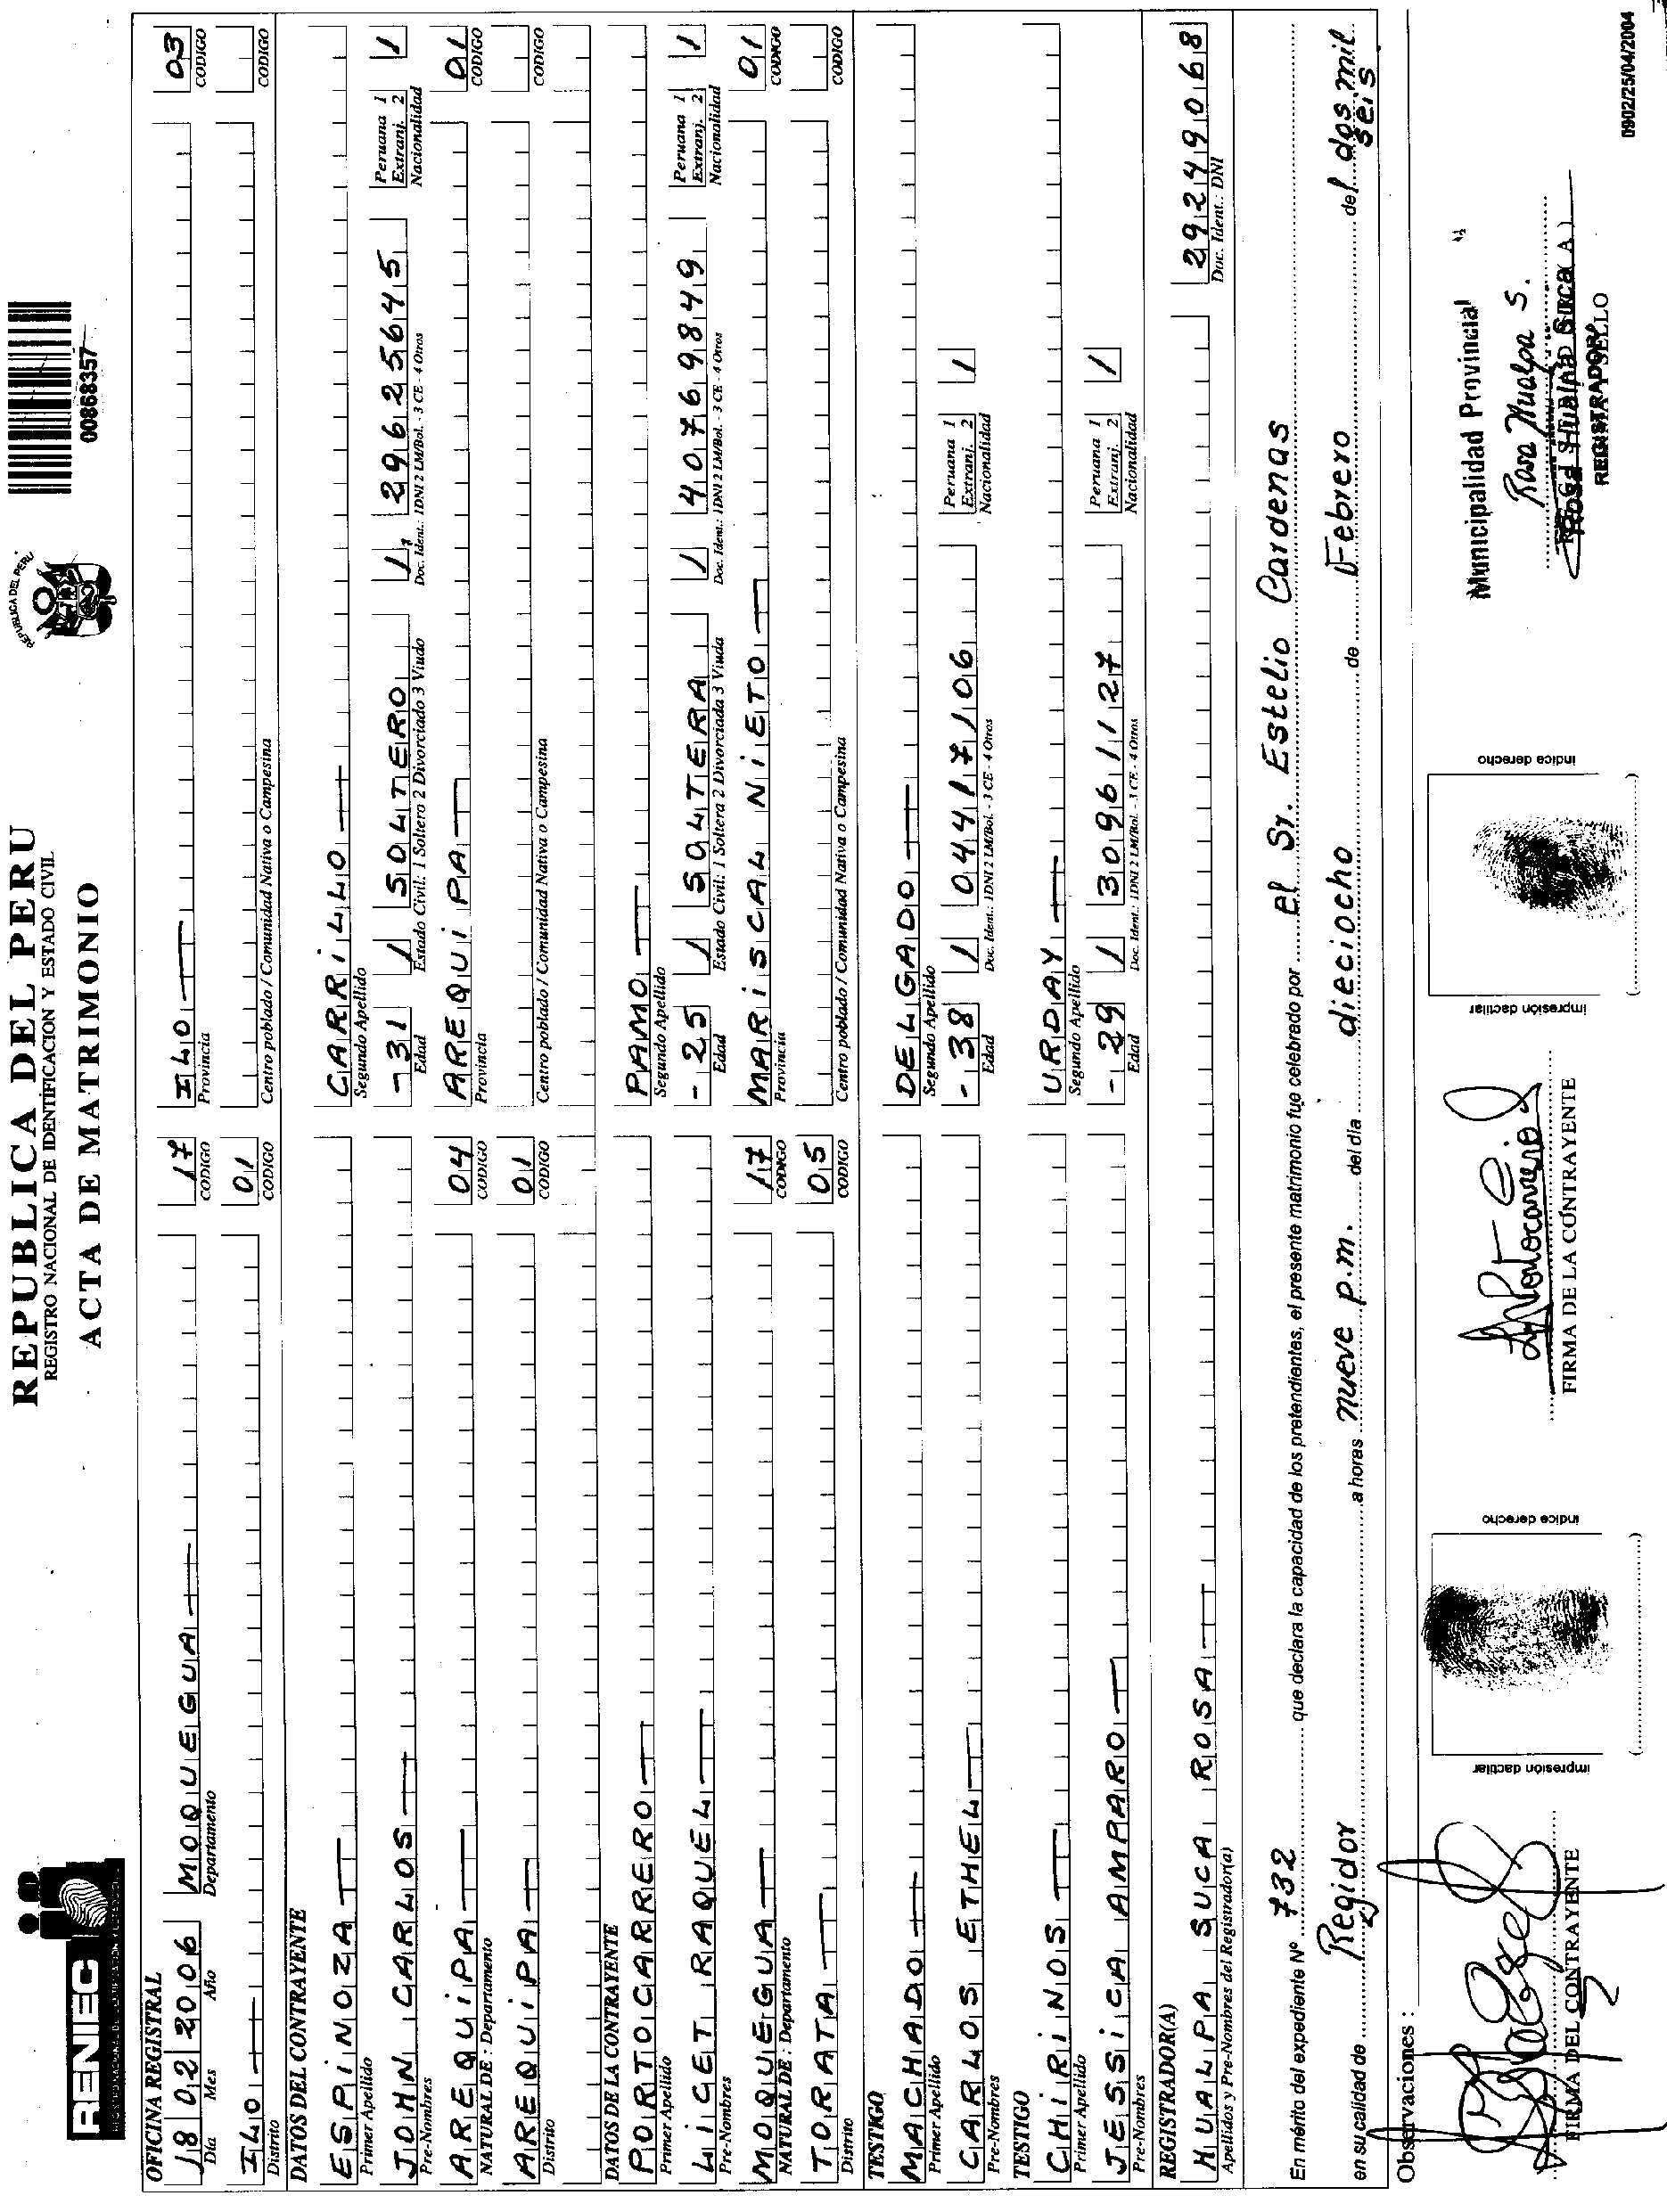 REPUBLICA DEL PERU
REGISTRO NACIONAL DE IDENTIFICACION Y ESTADO CIVIL
ACTA DE MATRIMONIO
RENIEC
REPUBLICA DEL PERU
00868357
OFICINA REGISTRAL
18 02 2006 MOQUEGUA 17 ILO 03
Día Mes Año Departamento CODIGO Provincia CODIGO
ILO 01
Distrito CODIGO Centro poblado / Comunidad Nativa o Campesina CODIGO
DATOS DEL CONTRAYENTE
ESPINOZA CARRILLO
Primer Apellido Segundo Apellido
JOHN CARLOS -31 1 SOLTERO 1 29625645 Peruana 1 Extranj. 2 1
Pre-Nombres Edad Estado Civil: 1 Soltero 2 Divorciado 3 Viudo Doc. Ident.: 1DNI 2 LM/Bol. - 3 CE - 4 Otros Nacionalidad
AREQUIPA 04 AREQUIPA 01
NATURAL DE : Departamento CODIGO Provincia CODIGO
AREQUIPA 01
Distrito CODIGO Centro poblado / Comunidad Nativa o Campesina CODIGO
DATOS DE LA CONTRAYENTE
PORTOCARRERO PAMO
Primer Apellido Segundo Apellido
LICET RAQUEL -25 1 SOLTERA 1 40769849 Peruana 1 Extranj. 2 1
Pre-Nombres Edad Estado Civil: 1 Soltera 2 Divorciada 3 Viuda Doc. Ident.: 1DNI 2 LM/Bol. - 3 CE - 4 Otros Nacionalidad
MOQUEGUA 17 MARISCAL NIETO 01
NATURAL DE : Departamento CODIGO Provincia CODIGO
TORATA 05
Distrito CODIGO Centro poblado / Comunidad Nativa o Campesina CODIGO
TESTIGO
MACHADO DELGADO
Primer Apellido Segundo Apellido
CARLOS ETHEL -38 1 04417106 Peruana 1 Extranj. 2 1
Pre-Nombres Edad Doc. Ident.: 1DNI 2 LM/Bol. - 3 CE - 4 Otros Nacionalidad
TESTIGO
CHIRINOS URDAY
Primer Apellido Segundo Apellido
JESSICA AMPARO -29 1 30961127 Peruana 1 Extranj. 2 1
Pre-Nombres Edad Doc. Ident.: 1DNI 2 LM/Bol. - 3 CE - 4 Otros Nacionalidad
REGISTRADOR(A)
HUALPA SUCA ROSA 29249068
Apellidos y Pre-Nombres del Registrador(a) Doc. Ident.: DNI
En mérito del expediente Nº 732 que declara la capacidad de los pretendientes, el presente matrimonio fue celebrado por El Sr. Estelio Cardenas
en su calidad de Regidor a horas nueve p.m. del dia dieciocho de Febrero del dos mil seis
Observaciones :
FIRMA DEL CONTRAYENTE
impresión dactilar
indice derecho
FIRMA DE LA CONTRAYENTE
impresión dactilar
indice derecho
Municipalidad Provincial
Rosa Hualpa S.
Rosa Hualpa Suca
REGISTRADOR
0902/25/04/2004